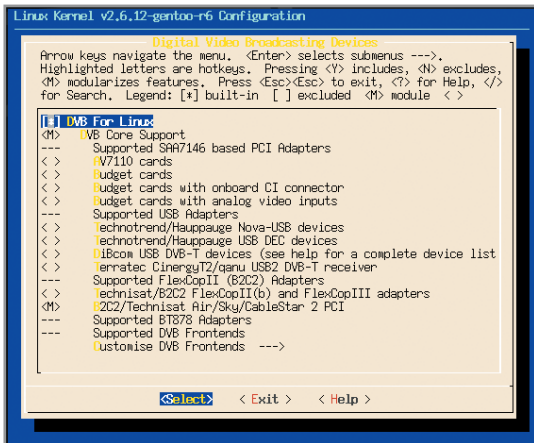 Linux Kernel v2.6.12-gentoo-r6 Configuration
Digital Video Broadcasting Devices
Arrow keys navigate the menu. <Enter> selects submenus --->.
Highlighted letters are hotkeys. Pressing <Y> includes, <N> excludes,
<M> modularizes features. Press <Esc><Esc> to exit, <?> for Help, </>
for Search. Legend: [*] built-in [ ] excluded <M> module < >
[*] DVB For Linux
<M> DVB Core Support
--- Supported SAA7146 based PCI Adapters
< > AV7110 cards
< > Budget cards
< > Budget cards with onboard CI connector
< > Budget cards with analog video inputs
--- Supported USB Adapters
< > Technotrend/Hauppauge Nova-USB devices
< > Technotrend/Hauppauge USB DEC devices
< > DiBcom USB DVB-T devices (see help for a complete device list
< > Terratec CinergyT2/qanu USB2 DVB-T receiver
--- Supported FlexCopII (B2C2) Adapters
< > Technisat/B2C2 FlexCopII(b) and FlexCopIII adapters
<M> B2C2/Technisat Air/Sky/CableStar 2 PCI
--- Supported BT878 Adapters
--- Supported DVB Frontends
Customise DVB Frontends --->
<Select> < Exit > < Help >